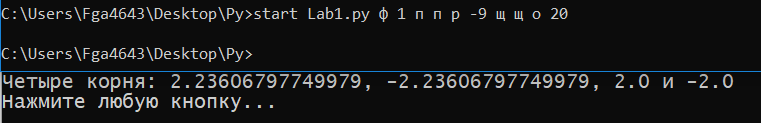 C:\Users\Fga4643\Desktop\Py>start Lab1.py ф 1 п п р -9 щ щ о 20
C:\Users\Fga4643\Desktop\Py>
Четыре корня: 2.23606797749979, -2.23606797749979, 2.0 и -2.0
Нажмите любую кнопку...